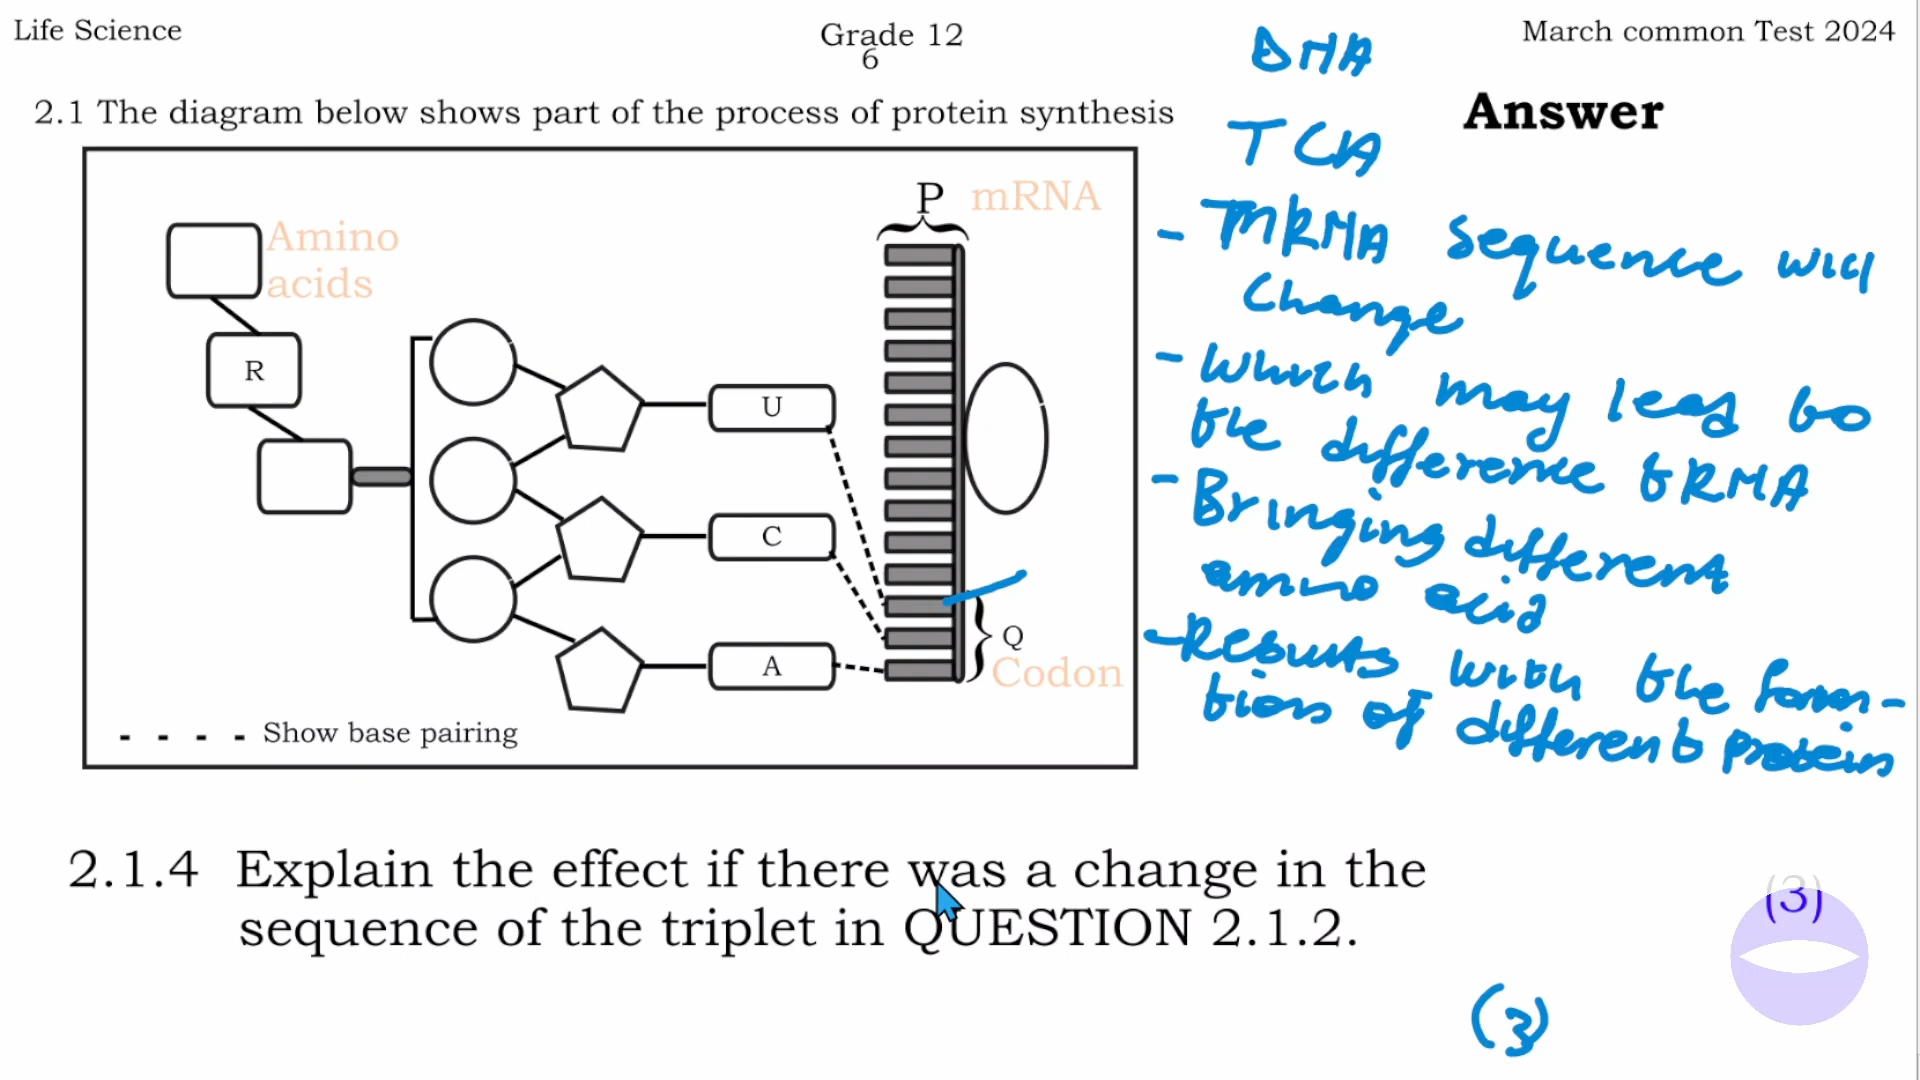 Life Science
Grade 12
6
March common Test 2024
2.1 The diagram below shows part of the process of protein synthesis
Amino
acids
R
U
C
A
P
mRNA
Q
Codon
- - - - Show base pairing
DNA
Answer
TCA
- mRNA sequence will
change
- Which may lead to
the difference tRNA
- Bringing different
amino acid
- Results with the forma-
tion of different protein
2.1.4 Explain the effect if there was a change in the
sequence of the triplet in QUESTION 2.1.2.
(3)
(3)